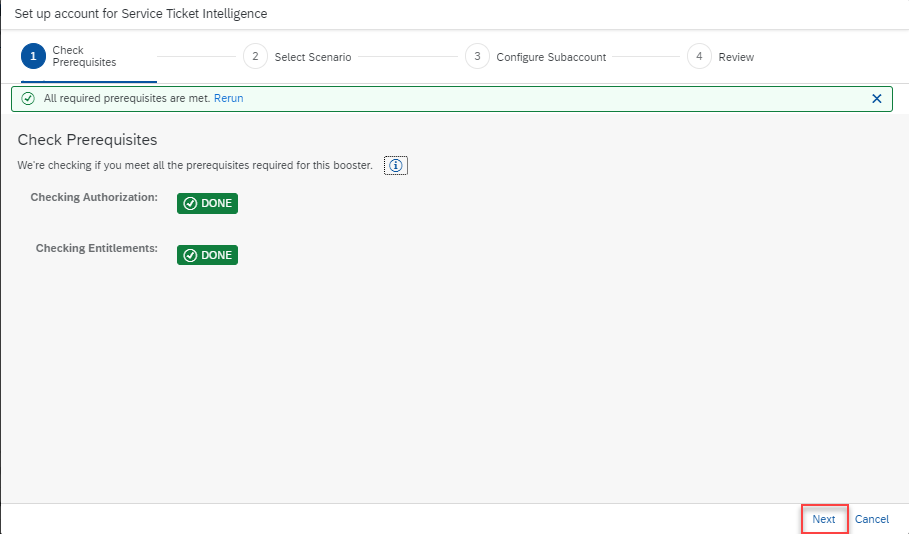 Set up account for Service Ticket Intelligence
1 Check
Prerequisites
2 Select Scenario
3 Configure Subaccount
4 Review
All required prerequisites are met. Rerun
Check Prerequisites
We're checking if you meet all the prerequisites required for this booster.
Checking Authorization: DONE
Checking Entitlements: DONE
Next Cancel